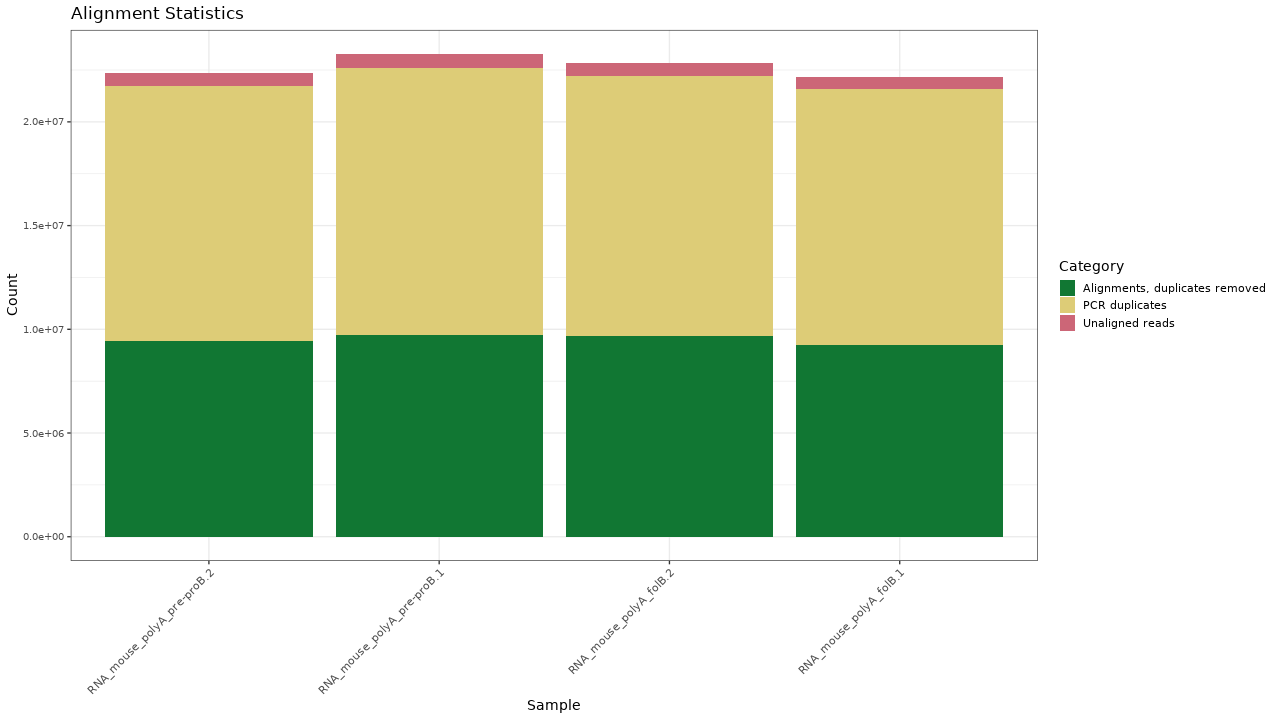 Alignment Statistics
Count
2.0e+07
1.5e+07
1.0e+07
5.0e+06
0.0e+00
RNA_mouse_polyA_pre-proB.2
RNA_mouse_polyA_pre-proB.1
RNA_mouse_polyA_folB.2
RNA_mouse_polyA_folB.1
Sample
Category
Alignments, duplicates removed
PCR duplicates
Unaligned reads